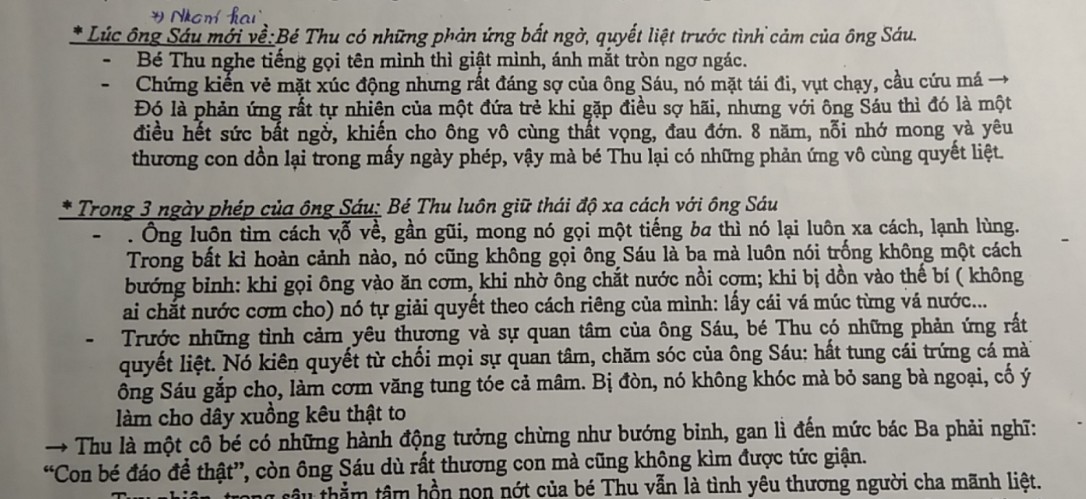 *) Nhóm hai
* Lúc ông Sáu mới về: Bé Thu có những phản ứng bất ngờ, quyết liệt trước tình cảm của ông Sáu.
- Bé Thu nghe tiếng gọi tên mình thì giật mình, ánh mắt tròn ngơ ngác.
- Chứng kiến vẻ mặt xúc động nhưng rất đáng sợ của ông Sáu, nó mặt tái đi, vụt chạy, cầu cứu má →
Đó là phản ứng rất tự nhiên của một đứa trẻ khi gặp điều sợ hãi, nhưng với ông Sáu thì đó là một
điều hết sức bất ngờ, khiến cho ông vô cùng thất vọng, đau đớn. 8 năm, nỗi nhớ mong và yêu
thương con dồn lại trong mấy ngày phép, vậy mà bé Thu lại có những phản ứng vô cùng quyết liệt.
* Trong 3 ngày phép của ông Sáu: Bé Thu luôn giữ thái độ xa cách với ông Sáu
- . Ông luôn tìm cách vỗ về, gần gũi, mong nó gọi một tiếng ba thì nó lại luôn xa cách, lạnh lùng.
Trong bất kì hoàn cảnh nào, nó cũng không gọi ông Sáu là ba mà luôn nói trống không một cách
bướng bỉnh: khi gọi ông vào ăn cơm, khi nhờ ông chắt nước nồi cơm; khi bị dồn vào thế bí ( không
ai chắt nước cơm cho) nó tự giải quyết theo cách riêng của mình: lấy cái vá múc từng vá nước...
- Trước những tình cảm yêu thương và sự quan tâm của ông Sáu, bé Thu có những phản ứng rất
quyết liệt. Nó kiên quyết từ chối mọi sự quan tâm, chăm sóc của ông Sáu: hất tung cái trứng cá mà
ông Sáu gắp cho, làm cơm văng tung tóe cả mâm. Bị đòn, nó không khóc mà bỏ sang bà ngoại, cố ý
làm cho dây xuồng kêu thật to
→ Thu là một cô bé có những hành động tưởng chừng như bướng bỉnh, gan lì đến mức bác Ba phải nghĩ:
“Con bé đáo để thật”, còn ông Sáu dù rất thương con mà cũng không kìm được tức giận.
trong sâu thẳm tâm hồn non nớt của bé Thu vẫn là tình yêu thương người cha mãnh liệt.